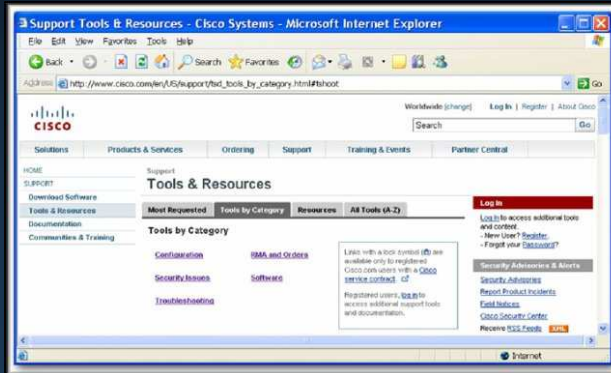 Support Tools & Resources - Cisco Systems - Microsoft Internet Explorer
File Edit View Favorites Tools Help
Back Search Favorites
Address http://www.cisco.com/en/US/support/tsd_tools_by_category.html#tshoot Go
Worldwide [change] Log In | Register | About Cisco
CISCO
Search Go
Solutions Products & Services Ordering Support Training & Events Partner Central
HOME
SUPPORT
Download Software
Tools & Resources
Documentation
Communities & Training
Support
Tools & Resources
Most Requested Tools by Category Resources All Tools (A-Z)
Tools by Category
Configuration RMA and Orders
Security Issues Software
Troubleshooting
Links with a lock symbol ( ) are
available only to registered
Cisco.com users with a Cisco
service contract.
Registered users, log in to
access additional support tools
and documentation.
Log In
Log In to access additional tools
and content.
- New User? Register.
- Forgot your Password?
Security Advisories & Alerts
Security Advisories
Report Product Incidents
Field Notices
Cisco Security Center
Receive RSS Feeds XML
Internet